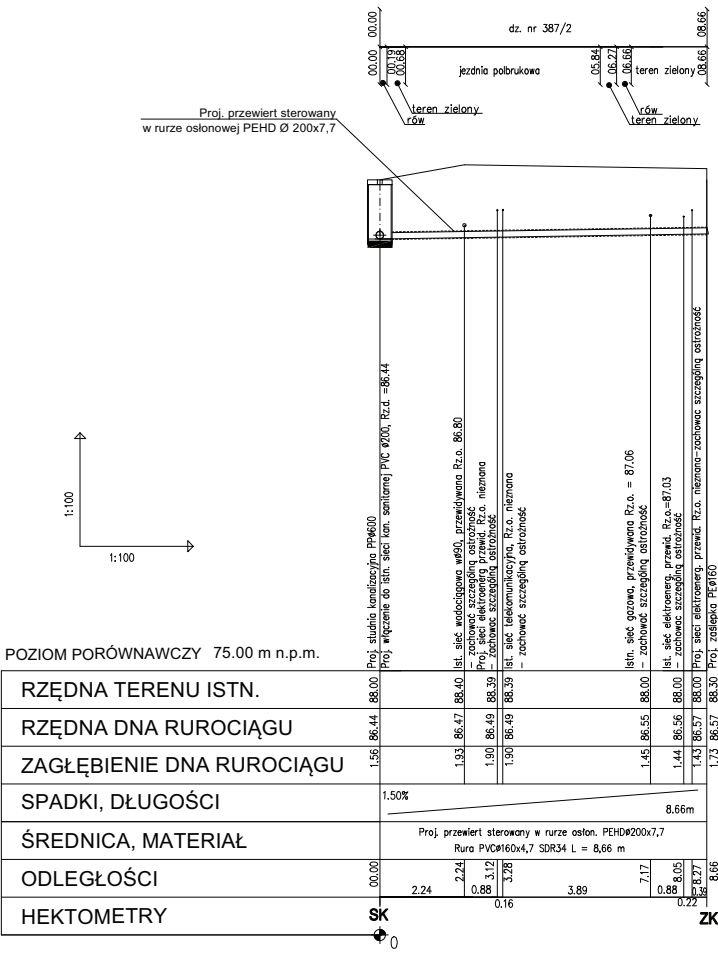 00.00
dz. nr 387/2
08.66
00.00
00.19
00.68
jezdnia polbrukowa
05.84
06.27
06.66
teren zielony
08.66
teren zielony
rów
rów
teren zielony
Proj. przewiert sterowany
w rurze osłonowej PEHD Ø 200x7,7
1:100
1:100
Proj. studnia kanalizacyjna PPø600
Proj. włączenie do istn. sieci kan. sanitarnej PVC ø200, Rz.d. =86.44
Ist. sieć wodociągowa wø90, przewidywana Rz.o. 86.80
- zachować szczególną ostrożność
Proj. sieci elektroenerg przewid. Rz.o. nieznana
- zachować szczególną ostrożność
Ist. sieć telekomunikacyjna, Rz.o. nieznana
- zachować szczególną ostrożność
Istn. sieć gazowa, przewidywana Rz.o. = 87.06
- zachować szczególną ostrożność
Ist. sieć elektroenerg, przewid. Rz.o.=87.03
- zachować szczególną ostrożność
Proj sieci elektroenerg. przewid. Rz.o. nieznana-zachować szczególną ostrożność
Proj. zaślepka PEø160
POZIOM PORÓWNAWCZY 75.00 m n.p.m.
RZĘDNA TERENU ISTN. 88.00 88.40 88.39 88.39 88.00 88.00 88.00 88.30
RZĘDNA DNA RUROCIĄGU 86.44 86.47 86.49 86.49 86.55 86.56 86.57 86.57
ZAGŁĘBIENIE DNA RUROCIĄGU 1.56 1.93 1.90 1.90 1.45 1.44 1.43 1.73
SPADKI, DŁUGOŚCI 1.50% 8.66m
ŚREDNICA, MATERIAŁ
Proj. przewiert sterowany w rurze osłon. PEHDø200x7,7
Rura PVCø160x4,7 SDR34 L = 8,66 m
ODLEGŁOŚCI 00.00 2.24 3.12 3.28 7.17 8.05 8.27 8.66
2.24 0.88 3.89 0.88 0.39
0.16 0.22
HEKTOMETRY SK ZK
0